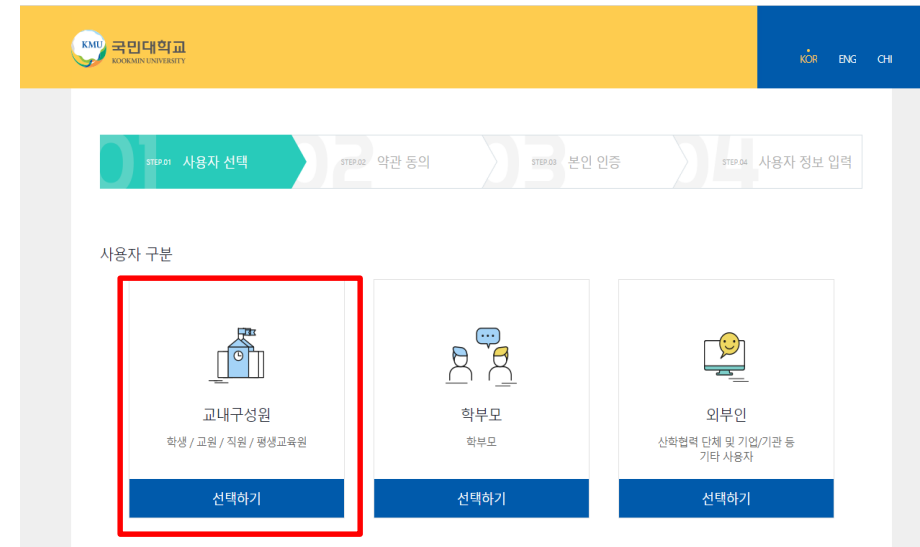 KMU 국민대학교
KOOKMIN UNIVERSITY
KOR ENG CHI
01 STEP.01 사용자 선택
02 STEP.02 약관 동의
03 STEP.03 본인 인증
04 STEP.04 사용자 정보 입력
사용자 구분
교내구성원
학생 / 교원 / 직원 / 평생교육원
선택하기
학부모
학부모
선택하기
외부인
산학협력 단체 및 기업/기관 등
기타 사용자
선택하기